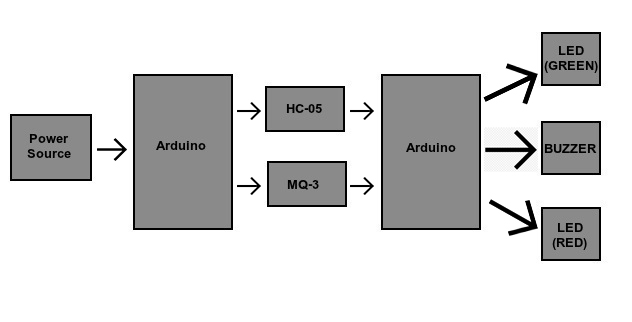 Power
Source
Arduino
HC-05
MQ-3
Arduino
LED
(GREEN)
BUZZER
LED
(RED)